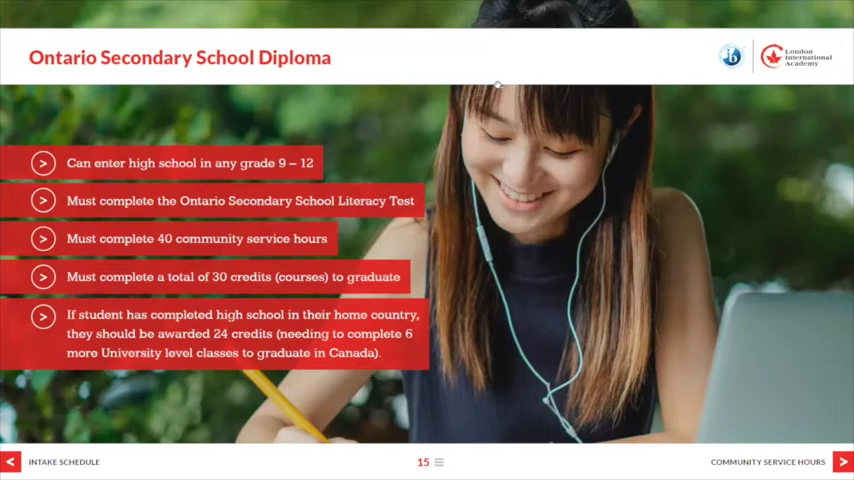 Ontario Secondary School Diploma
ib
London
International
Academy
Can enter high school in any grade 9 – 12
Must complete the Ontario Secondary School Literacy Test
Must complete 40 community service hours
Must complete a total of 30 credits (courses) to graduate
If student has completed high school in their home country,
they should be awarded 24 credits (needing to complete 6
more University level classes to graduate in Canada).
INTAKE SCHEDULE
15
COMMUNITY SERVICE HOURS